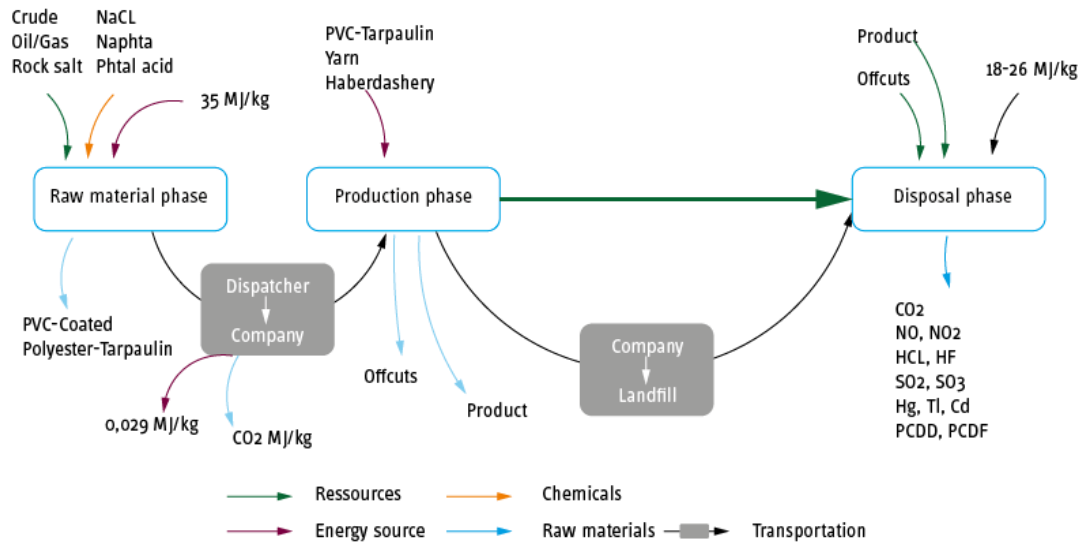 Crude
Oil/Gas
Rock salt
NaCL
Naphta
Phtal acid
35 MJ/kg
PVC-Tarpaulin
Yarn
Haberdashery
Product
Offcuts
18-26 MJ/kg
Raw material phase
Production phase
Disposal phase
Dispatcher
Company
PVC-Coated
Polyester-Tarpaulin
0,029 MJ/kg
CO2 MJ/kg
Offcuts
Product
Company
Landfill
CO2
NO, NO2
HCL, HF
SO2, SO3
Hg, Tl, Cd
PCDD, PCDF
Ressources
Chemicals
Energy source
Raw materials
Transportation